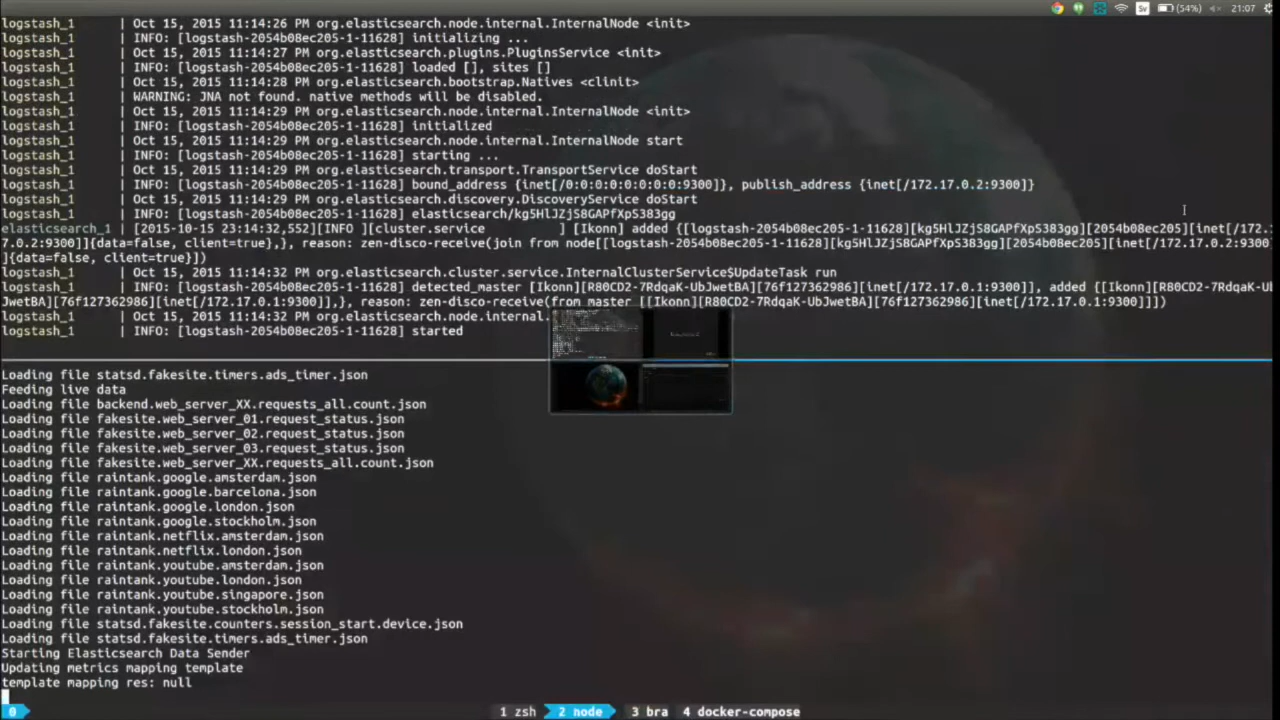 (54%) 21:07
logstash_1 | Oct 15, 2015 11:14:26 PM org.elasticsearch.node.internal.InternalNode <init>
logstash_1 | INFO: [logstash-2054b08ec205-1-11628] initializing ...
logstash_1 | Oct 15, 2015 11:14:27 PM org.elasticsearch.plugins.PluginsService <init>
logstash_1 | INFO: [logstash-2054b08ec205-1-11628] loaded [], sites []
logstash_1 | Oct 15, 2015 11:14:28 PM org.elasticsearch.bootstrap.Natives <clinit>
logstash_1 | WARNING: JNA not found. native methods will be disabled.
logstash_1 | Oct 15, 2015 11:14:29 PM org.elasticsearch.node.internal.InternalNode <init>
logstash_1 | INFO: [logstash-2054b08ec205-1-11628] initialized
logstash_1 | Oct 15, 2015 11:14:29 PM org.elasticsearch.node.internal.InternalNode start
logstash_1 | INFO: [logstash-2054b08ec205-1-11628] starting ...
logstash_1 | Oct 15, 2015 11:14:29 PM org.elasticsearch.transport.TransportService doStart
logstash_1 | INFO: [logstash-2054b08ec205-1-11628] bound_address {inet[/0:0:0:0:0:0:0:0:9300]}, publish_address {inet[/172.17.0.2:9300]}
logstash_1 | Oct 15, 2015 11:14:29 PM org.elasticsearch.discovery.DiscoveryService doStart
logstash_1 | INFO: [logstash-2054b08ec205-1-11628] elasticsearch/kg5HlJZjS8GAPfXpS383gg
elasticsearch_1 | [2015-10-15 23:14:32,552][INFO ][cluster.service ] [Ikonn] added {[logstash-2054b08ec205-1-11628][kg5HlJZjS8GAPfXpS383gg][2054b08ec205][inet[/172.1
7.0.2:9300]]{data=false, client=true},}, reason: zen-disco-receive(join from node[[logstash-2054b08ec205-1-11628][kg5HlJZjS8GAPfXpS383gg][2054b08ec205][inet[/172.17.0.2:9300]
]{data=false, client=true}])
logstash_1 | Oct 15, 2015 11:14:32 PM org.elasticsearch.cluster.service.InternalClusterService$UpdateTask run
logstash_1 | INFO: [logstash-2054b08ec205-1-11628] detected_master [Ikonn][R80CD2-7RdqaK-UbJwetBA][76f127362986][inet[/172.17.0.1:9300]], added {[Ikonn][R80CD2-7RdqaK-Ub
JwetBA][76f127362986][inet[/172.17.0.1:9300]],}, reason: zen-disco-receive(from master [[Ikonn][R80CD2-7RdqaK-UbJwetBA][76f127362986][inet[/172.17.0.1:9300]]])
logstash_1 | Oct 15, 2015 11:14:32 PM org.elasticsearch.node.internal.
logstash_1 | INFO: [logstash-2054b08ec205-1-11628] started
Loading file statsd.fakesite.timers.ads_timer.json
Feeding live data
Loading file backend.web_server_XX.requests_all.count.json
Loading file fakesite.web_server_01.request_status.json
Loading file fakesite.web_server_02.request_status.json
Loading file fakesite.web_server_03.request_status.json
Loading file fakesite.web_server_XX.requests_all.count.json
Loading file raintank.google.amsterdam.json
Loading file raintank.google.barcelona.json
Loading file raintank.google.london.json
Loading file raintank.google.stockholm.json
Loading file raintank.netflix.amsterdam.json
Loading file raintank.netflix.london.json
Loading file raintank.youtube.amsterdam.json
Loading file raintank.youtube.london.json
Loading file raintank.youtube.singapore.json
Loading file raintank.youtube.stockholm.json
Loading file statsd.fakesite.counters.session_start.device.json
Loading file statsd.fakesite.timers.ads_timer.json
Starting Elasticsearch Data Sender
Updating metrics mapping template
template mapping res: null
0 1 zsh 2 node 3 bra 4 docker-compose